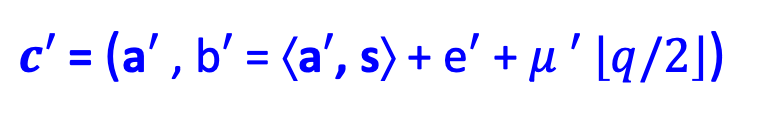 c′ = (a′ , b′ = ⟨a′, s⟩ + e′ + μ ′ ⌊q/2⌋)